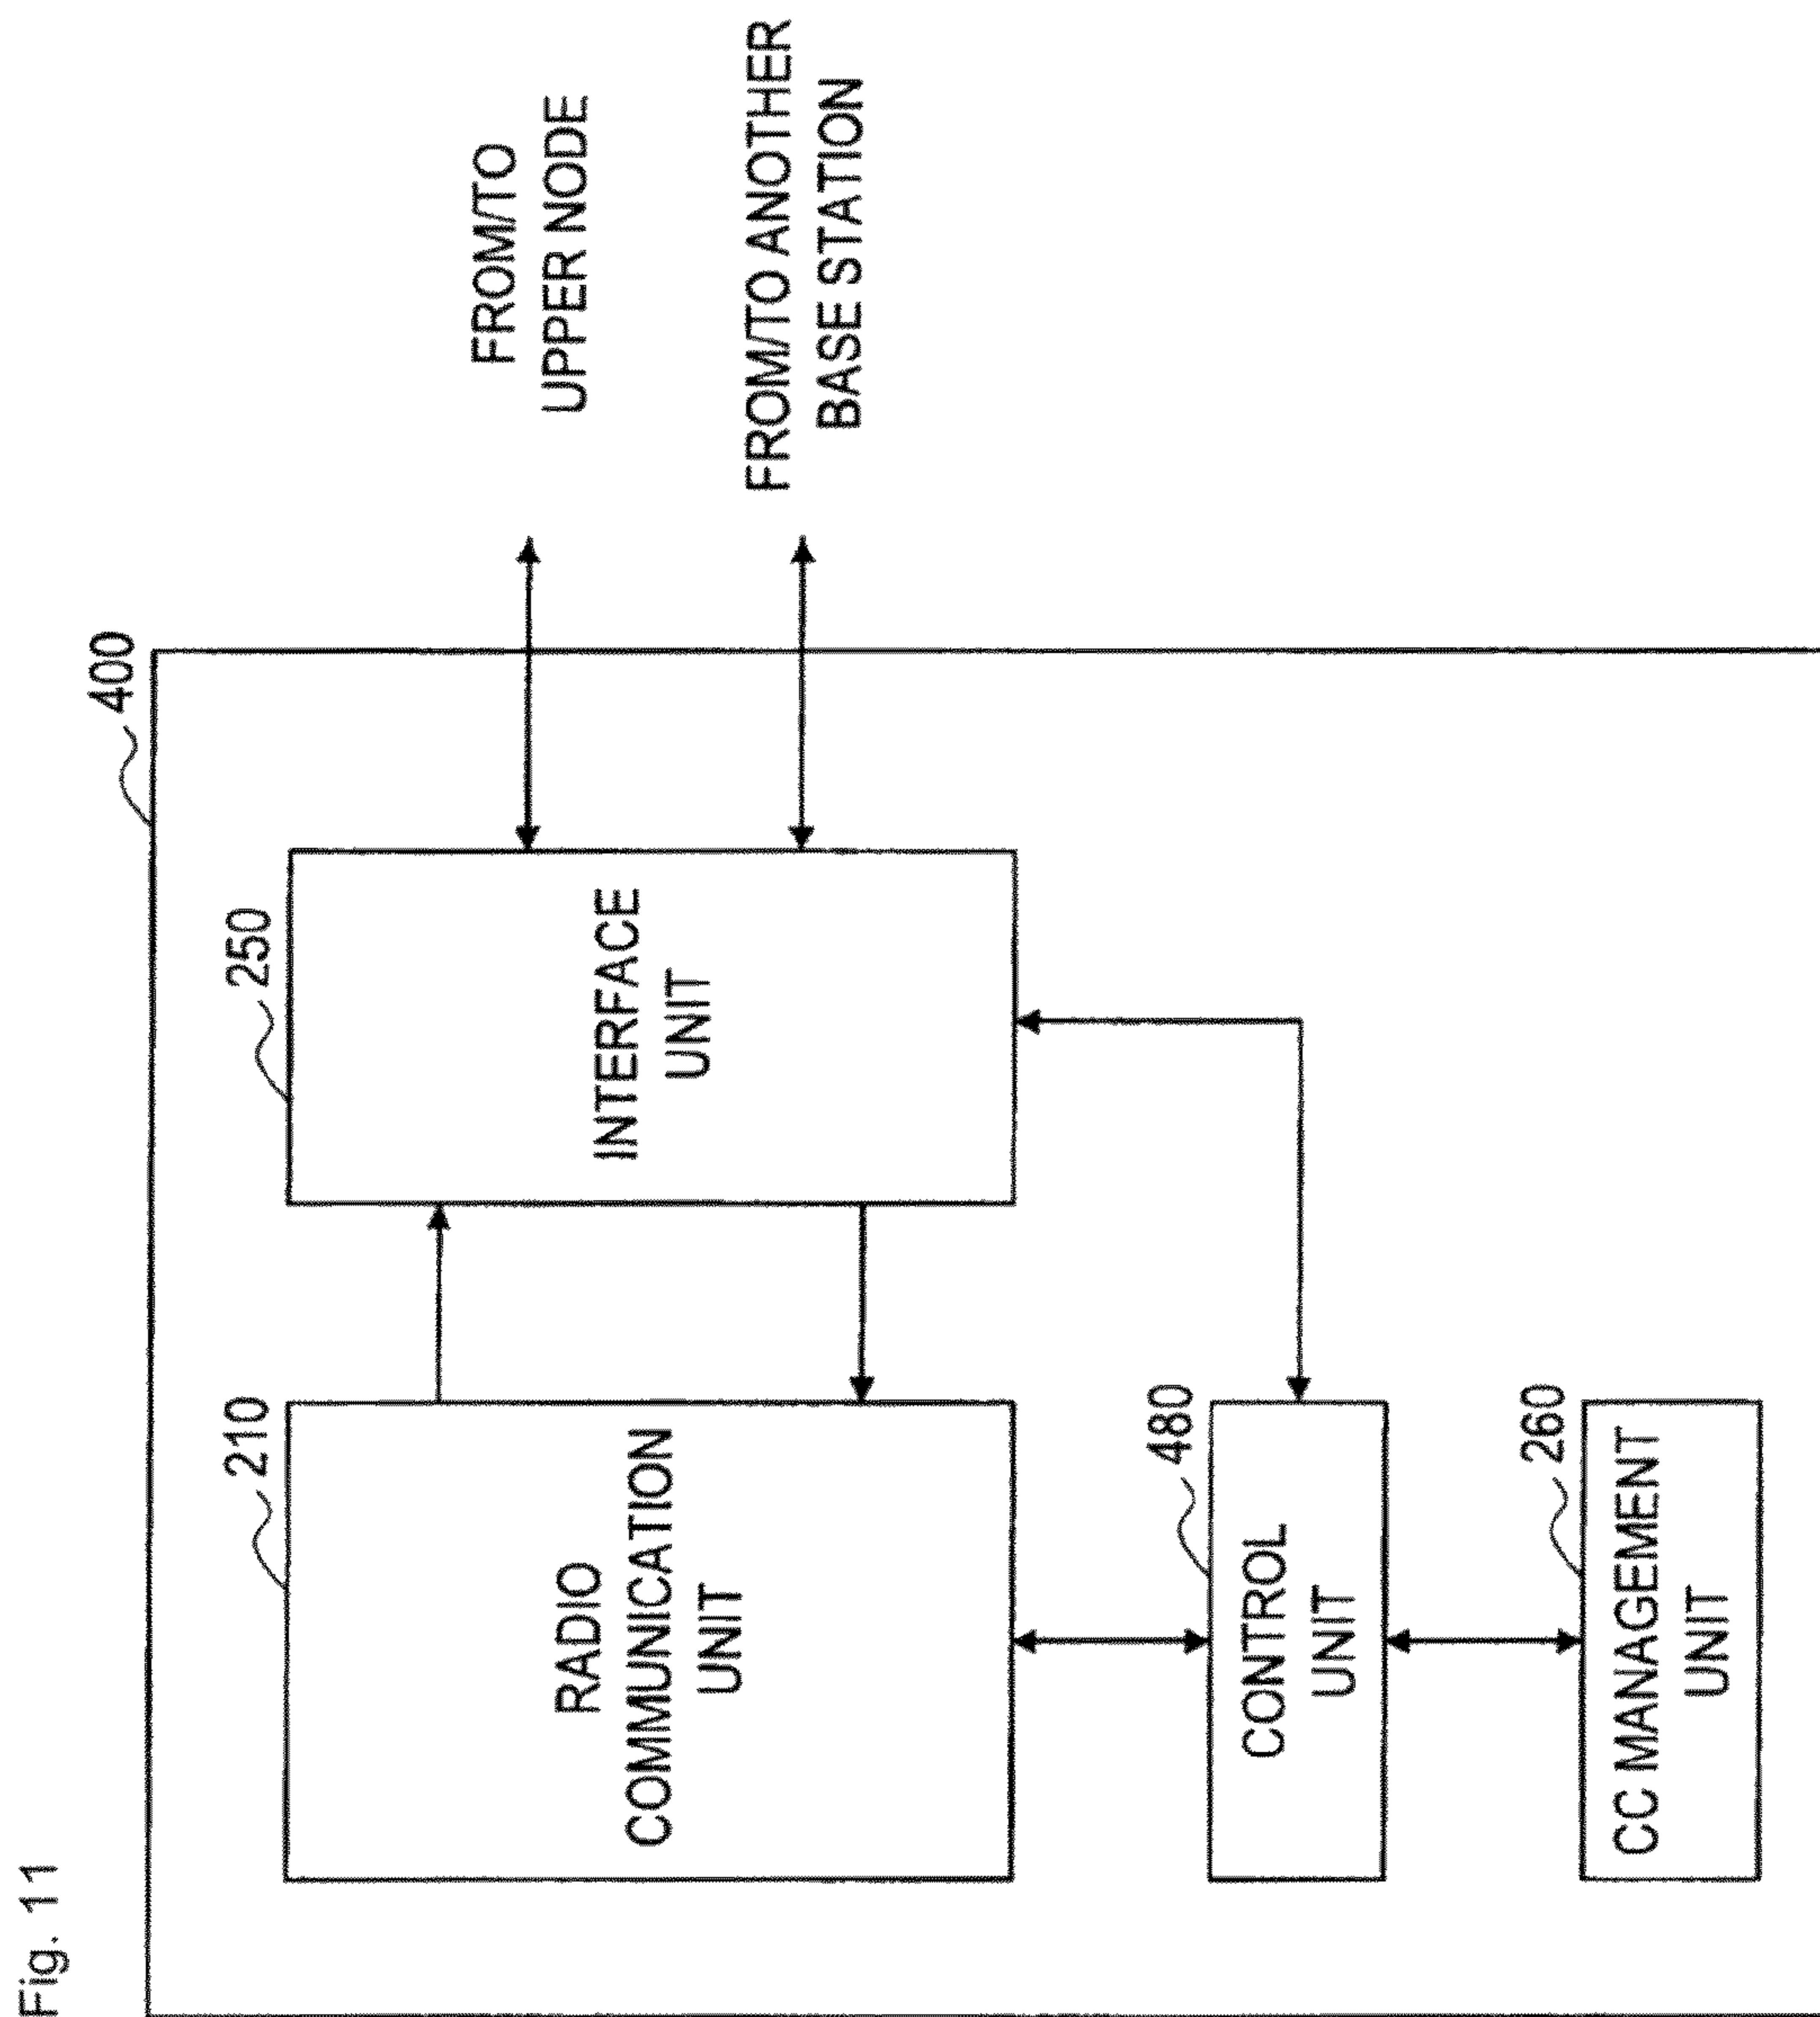 Fig. 11
400
210
RADIO
COMMUNICATION
UNIT
250
INTERFACE
UNIT
FROM/TO
UPPER NODE
FROM/TO ANOTHER
BASE STATION
480
CONTROL
UNIT
260
CC MANAGEMENT
UNIT